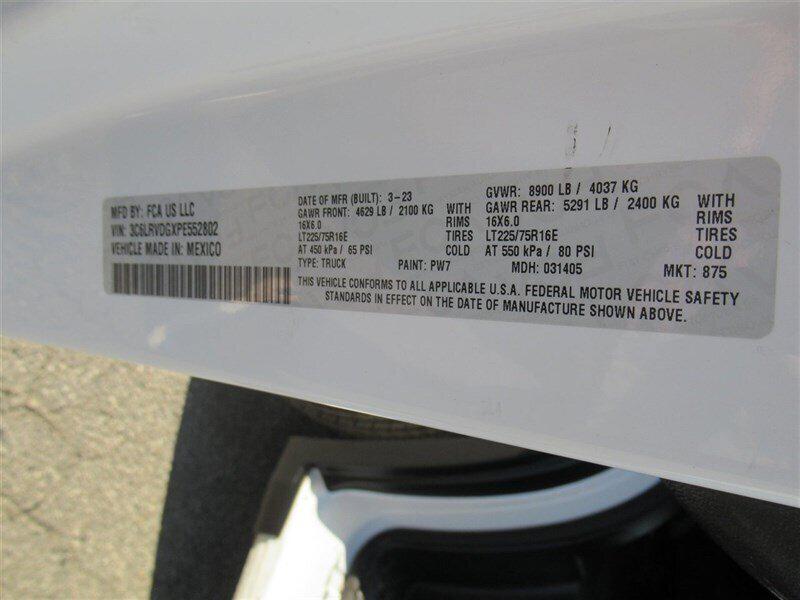 MFD BY: FCA US LLC
VIN: 3C6LRVDGXPE552802
VEHICLE MADE IN: MEXICO
DATE OF MFR (BUILT): 3-23
GAWR FRONT: 4629 LB / 2100 KG WITH
16X6.0 RIMS
LT225/75R16E TIRES
AT 450 kPa / 65 PSI COLD
TYPE: TRUCK PAINT: PW7
GVWR: 8900 LB / 4037 KG
GAWR REAR: 5291 LB / 2400 KG WITH
16X6.0 RIMS
LT225/75R16E TIRES
AT 550 kPa / 80 PSI COLD
MDH: 031405 MKT: 875
THIS VEHICLE CONFORMS TO ALL APPLICABLE U.S.A. FEDERAL MOTOR VEHICLE SAFETY
STANDARDS IN EFFECT ON THE DATE OF MANUFACTURE SHOWN ABOVE.